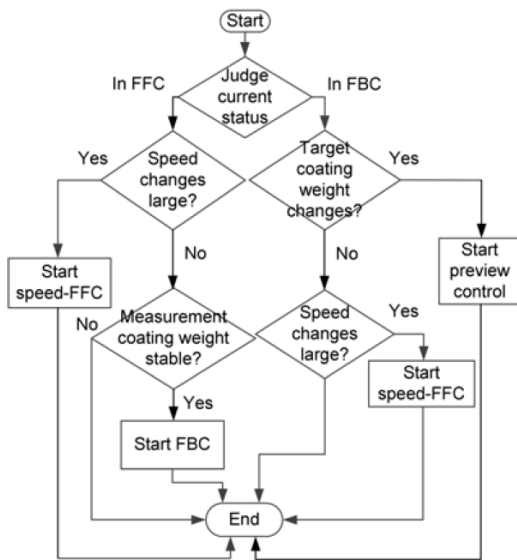 Start
In FFC
Judge
current
status
In FBC
Yes
Speed
changes
large?
Target
coating
weight
changes?
Yes
No
No
Start
speed-FFC
Start
preview
control
No
Measurement
coating weight
stable?
Speed
changes
large?
Yes
Yes
Start
speed-FFC
Start FBC
End